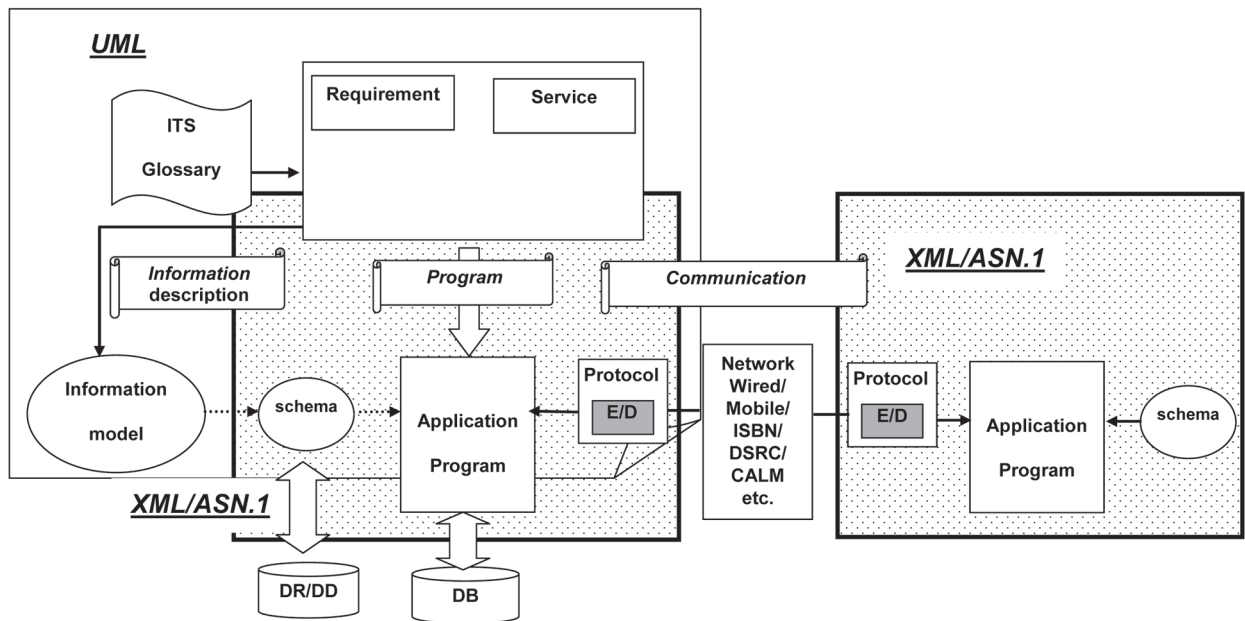 UML
Requirement
Service
ITS
Glossary
XML/ASN.1
Information
description
Program
Communication
Information
model
schema
Application
Program
Protocol
E/D
Network
Wired/
Mobile/
ISBN/
DSRC/
CALM
etc.
Protocol
E/D
Application
Program
schema
XML/ASN.1
DR/DD
DB